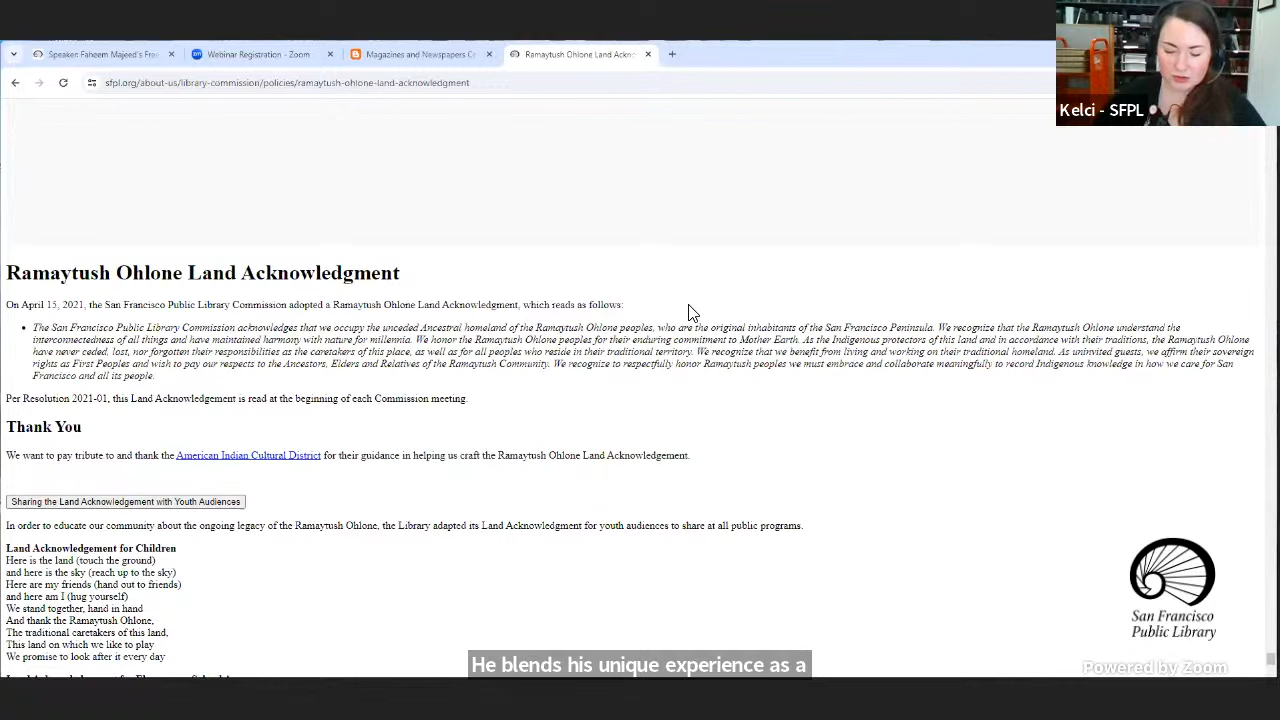 Speaker: Faheem Majeed's Free
Webinar Registration - Zoom
Magazines and Newspapers Ce
Ramaytush Ohlone Land Ackno
sfpl.org/about-us/library-commission/policies/ramaytush-ohlone-land-acknowledgment
Kelci - SFPL
Ramaytush Ohlone Land Acknowledgment
On April 15, 2021, the San Francisco Public Library Commission adopted a Ramaytush Ohlone Land Acknowledgment, which reads as follows:
The San Francisco Public Library Commission acknowledges that we occupy the unceded Ancestral homeland of the Ramaytush Ohlone peoples, who are the original inhabitants of the San Francisco Peninsula. We recognize that the Ramaytush Ohlone understand the
interconnectedness of all things and have maintained harmony with nature for millennia. We honor the Ramaytush Ohlone peoples for their enduring commitment to Mother Earth. As the Indigenous protectors of this land and in accordance with their traditions, the Ramaytush Ohlone
have never ceded, lost, nor forgotten their responsibilities as the caretakers of this place, as well as for all peoples who reside in their traditional territory. We recognize that we benefit from living and working on their traditional homeland. As uninvited guests, we affirm their sovereign
rights as First Peoples and wish to pay our respects to the Ancestors, Elders and Relatives of the Ramaytush Community. We recognize to respectfully honor Ramaytush peoples we must embrace and collaborate meaningfully to record Indigenous knowledge in how we care for San
Francisco and all its people.
Per Resolution 2021-01, this Land Acknowledgement is read at the beginning of each Commission meeting.
Thank You
We want to pay tribute to and thank the American Indian Cultural District for their guidance in helping us craft the Ramaytush Ohlone Land Acknowledgement.
Sharing the Land Acknowledgement with Youth Audiences
In order to educate our community about the ongoing legacy of the Ramaytush Ohlone, the Library adapted its Land Acknowledgment for youth audiences to share at all public programs.
Land Acknowledgement for Children
Here is the land (touch the ground)
and here is the sky (reach up to the sky)
Here are my friends (hand out to friends)
and here am I (hug yourself)
We stand together, hand in hand
And thank the Ramaytush Ohlone,
The traditional caretakers of this land,
This land on which we like to play
We promise to look after it every day
San Francisco
Public Library
He blends his unique experience as a
Powered by Zoom